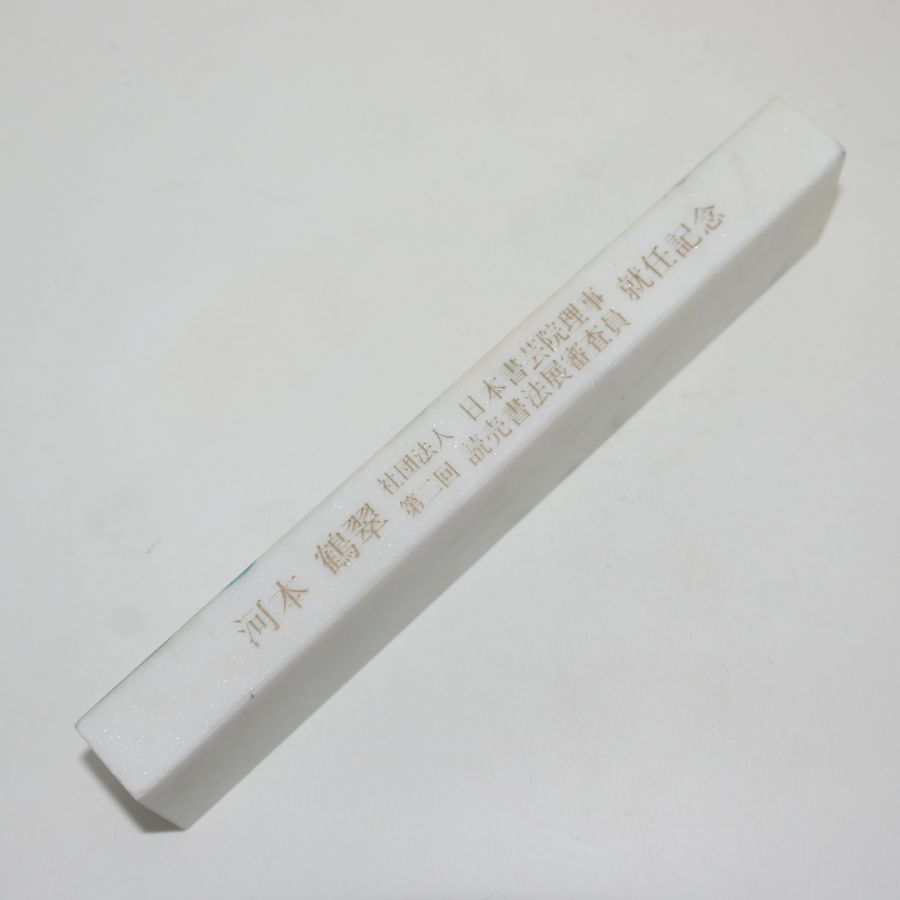 河本 鶴翠
社団法人 日本書芸院理事
第二回 読売書法展審査員
就任記念